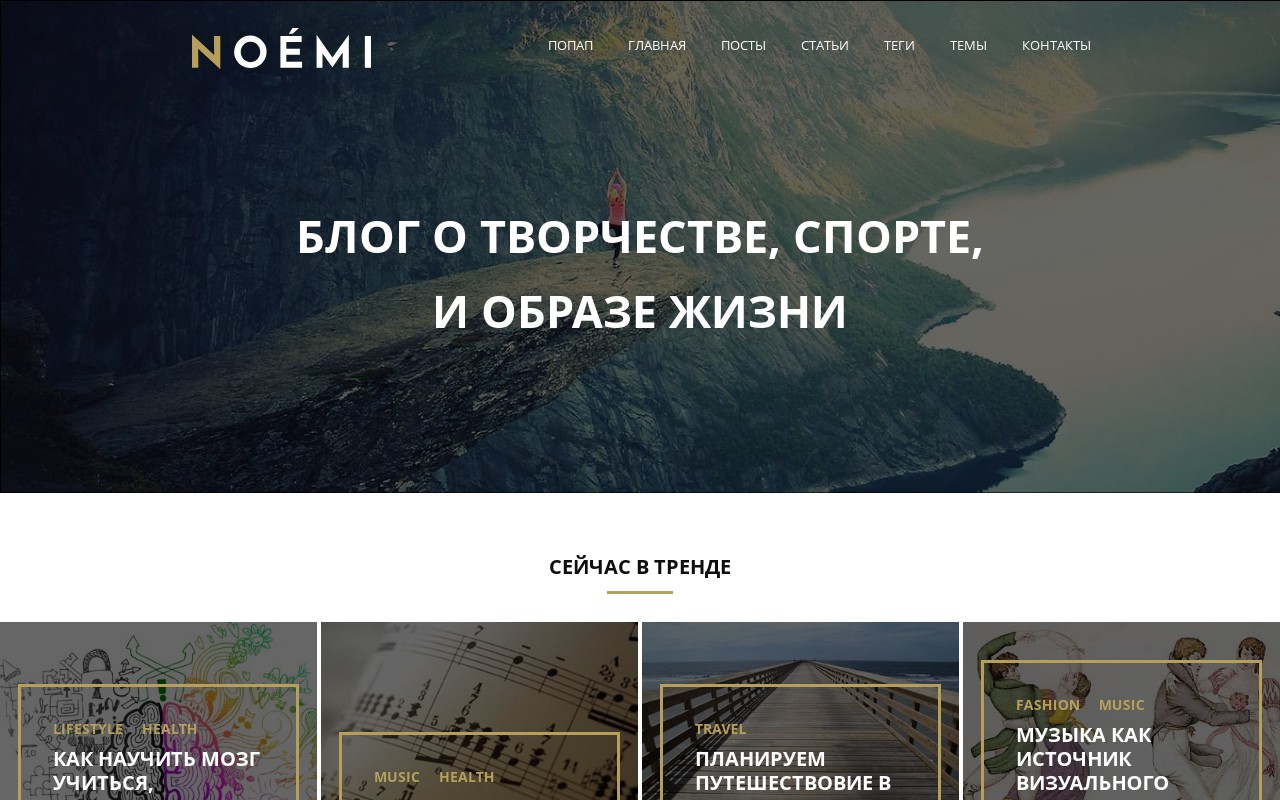 NOÉMI
ПОПАП ГЛАВНАЯ ПОСТЫ СТАТЬИ ТЕГИ ТЕМЫ КОНТАКТЫ
БЛОГ О ТВОРЧЕСТВЕ, СПОРТЕ,
И ОБРАЗЕ ЖИЗНИ
СЕЙЧАС В ТРЕНДЕ
LIFESTYLE HEALTH
КАК НАУЧИТЬ МОЗГ
УЧИТЬСЯ,
MUSIC HEALTH
TRAVEL
ПЛАНИРУЕМ
ПУТЕШЕСТВОВИЕ В
FASHION MUSIC
МУЗЫКА КАК
ИСТОЧНИК
ВИЗУАЛЬНОГО